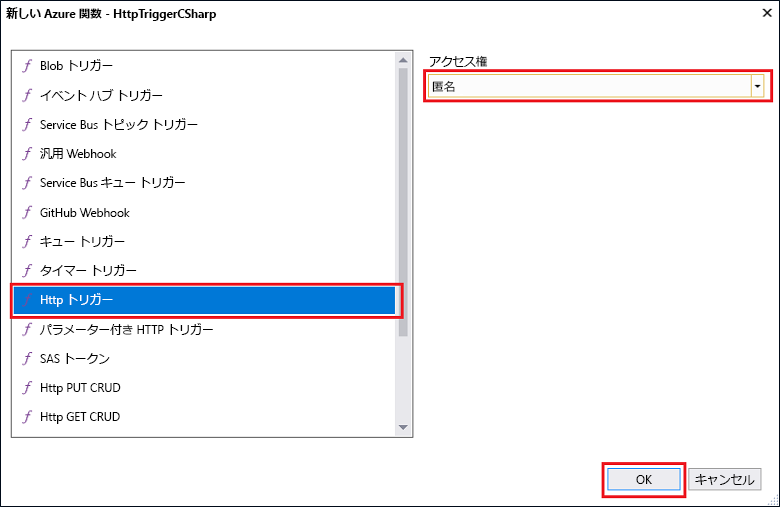 新しい Azure 関数 - HttpTriggerCSharp
Blob トリガー
イベント ハブ トリガー
Service Bus トピック トリガー
汎用 Webhook
Service Bus キュー トリガー
GitHub Webhook
キュー トリガー
タイマー トリガー
Http トリガー
パラメーター付き HTTP トリガー
SAS トークン
Http PUT CRUD
Http GET CRUD
アクセス権
匿名
OK
キャンセル